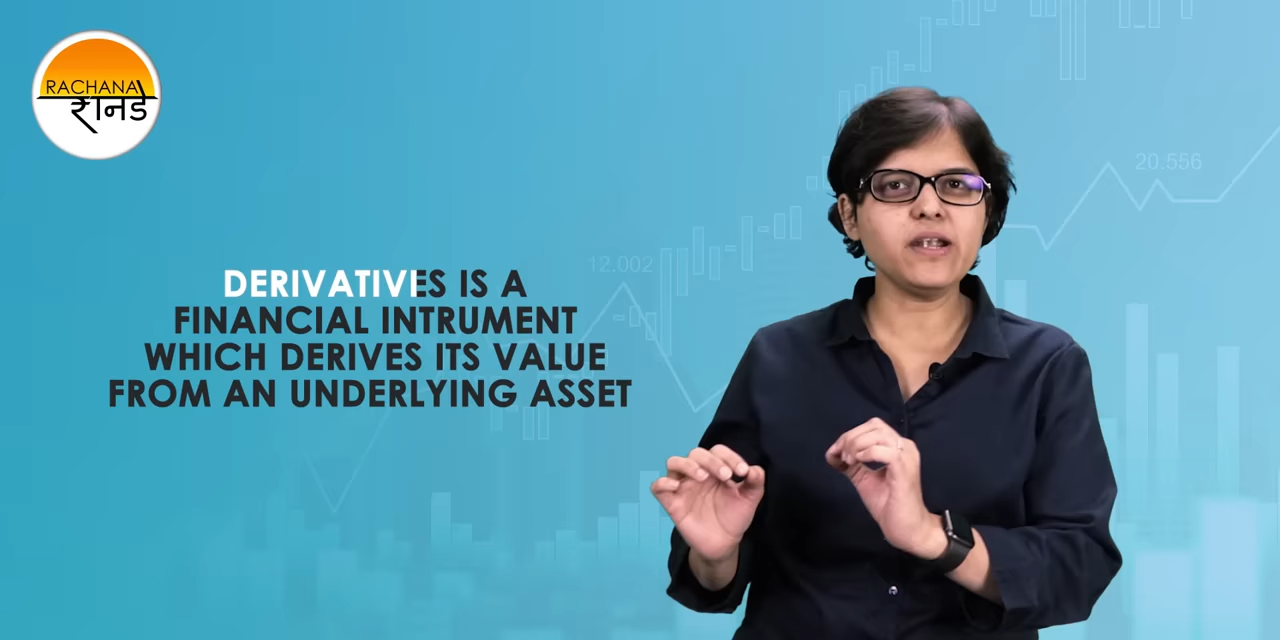 RACHANA
रानडे
DERIVATIVES IS A
FINANCIAL INTRUMENT
WHICH DERIVES ITS VALUE
FROM AN UNDERLYING ASSET
12.002
20.556